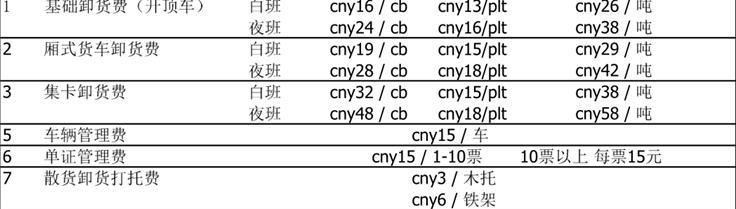 1 基础卸货费（升顶车） 白班 cny16 / cb cny13/plt cny26 / 吨
夜班 cny24 / cb cny16/plt cny38 / 吨
2 厢式货车卸货费 白班 cny19 / cb cny15/plt cny29 / 吨
夜班 cny28 / cb cny18/plt cny42 / 吨
3 集卡卸货费 白班 cny32 / cb cny15/plt cny38 / 吨
夜班 cny48 / cb cny18/plt cny58 / 吨
5 车辆管理费 cny15 / 车
6 单证管理费 cny15 / 1-10票 10票以上 每票15元
7 散货卸货打托费 cny3 / 木托
cny6 / 铁架